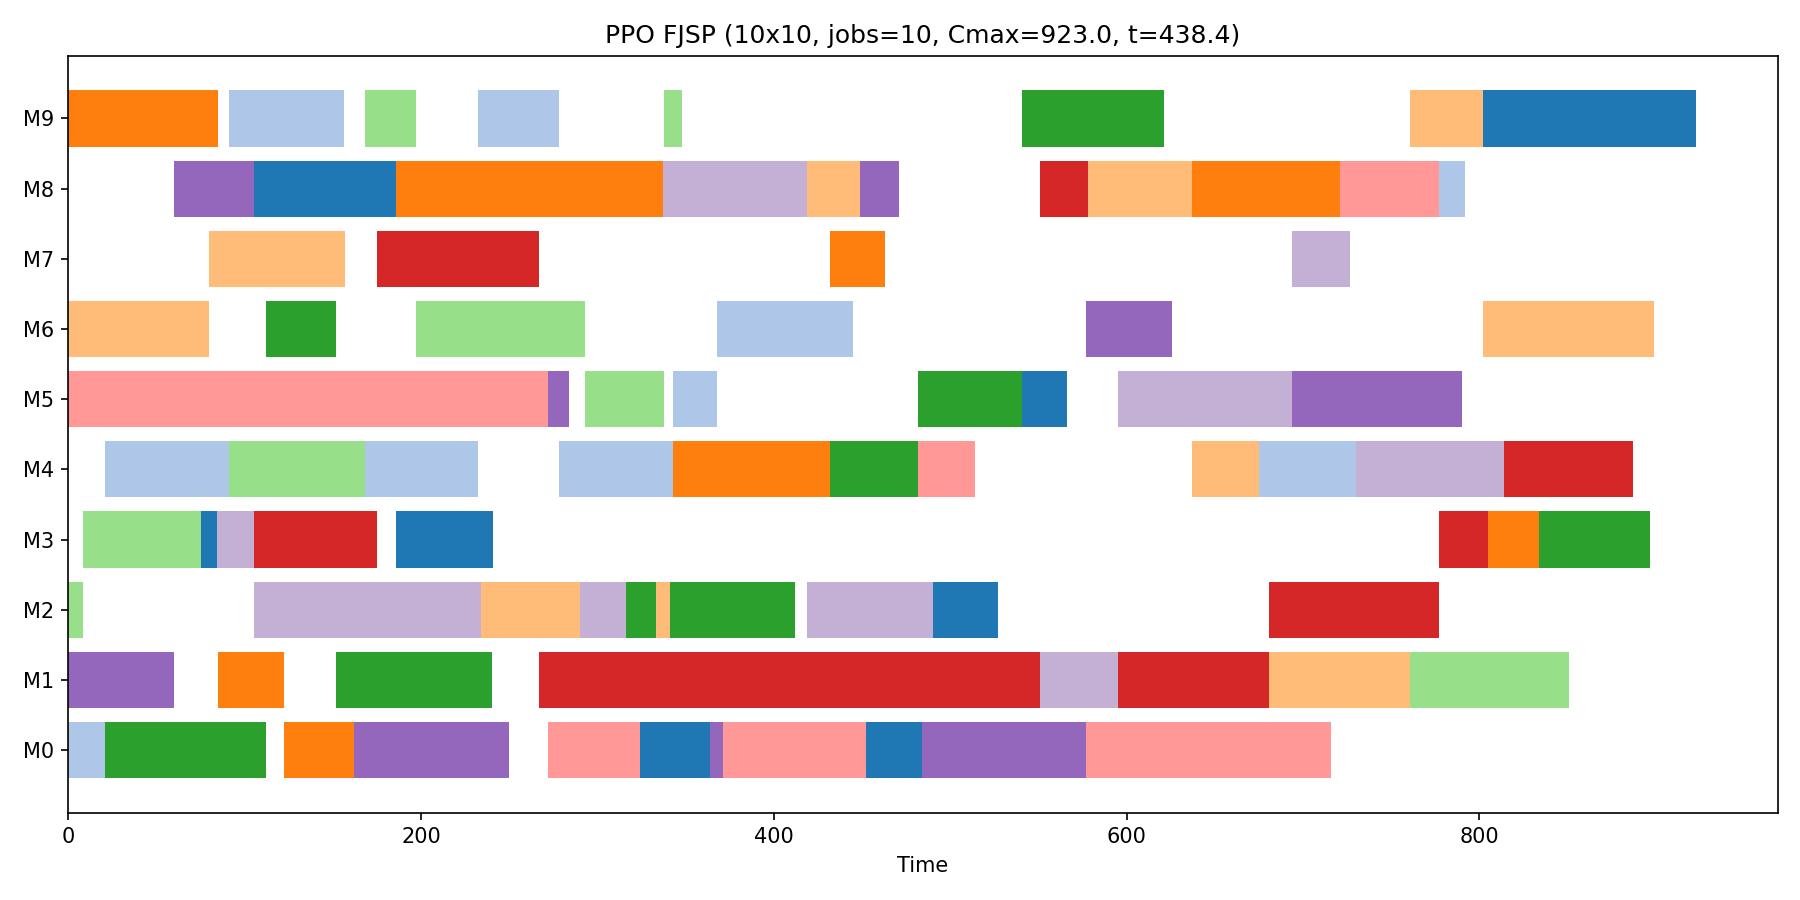 PPO FJSP (10x10, jobs=10, Cmax=923.0, t=438.4)
M9
M8
M7
M6
M5
M4
M3
M2
M1
M0
0 200 400 600 800
Time